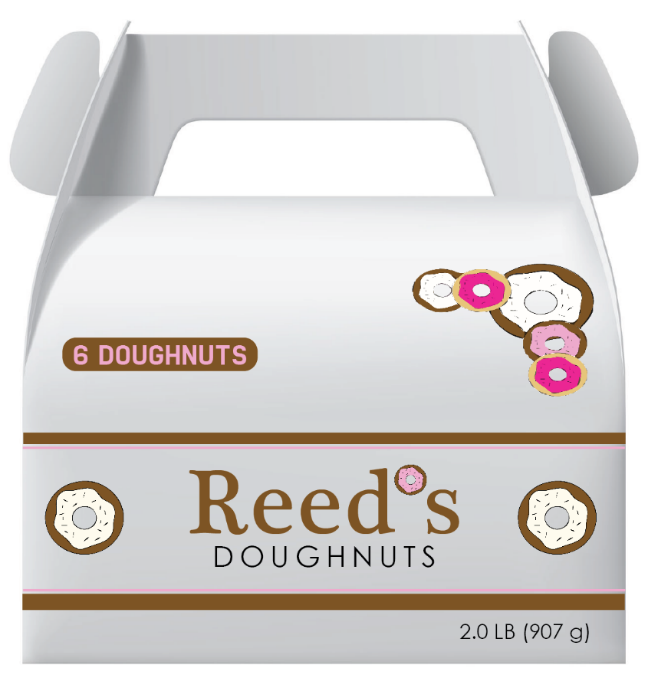 6 DOUGHNUTS
Reed's
DOUGHNUTS
2.0 LB (907 g)